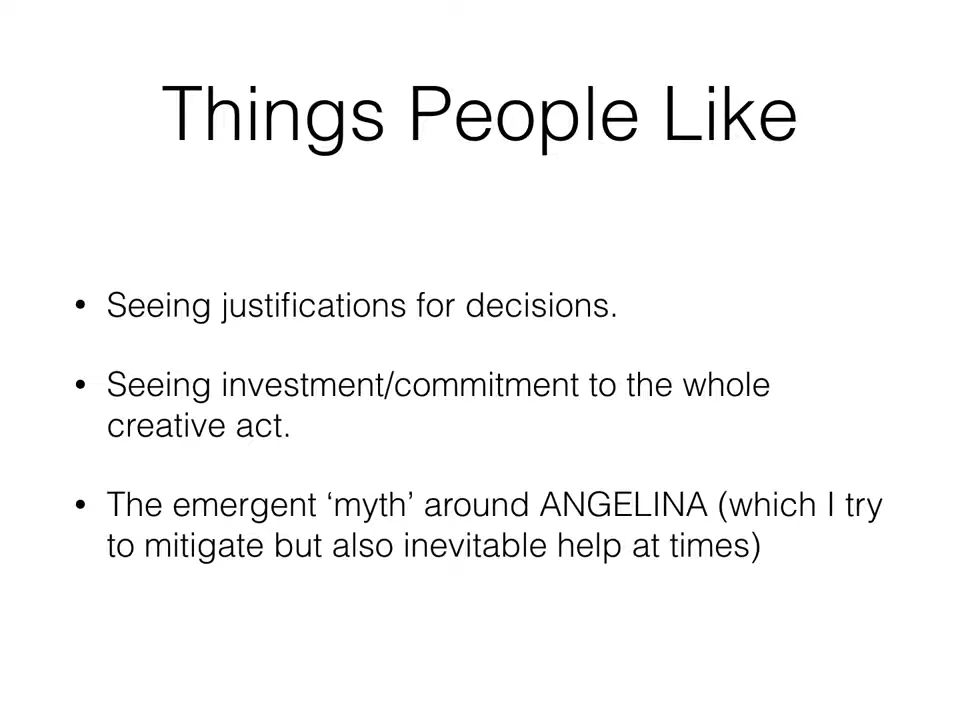 Things People Like
• Seeing justifications for decisions.
• Seeing investment/commitment to the whole
creative act.
• The emergent ‘myth’ around ANGELINA (which I try
to mitigate but also inevitable help at times)